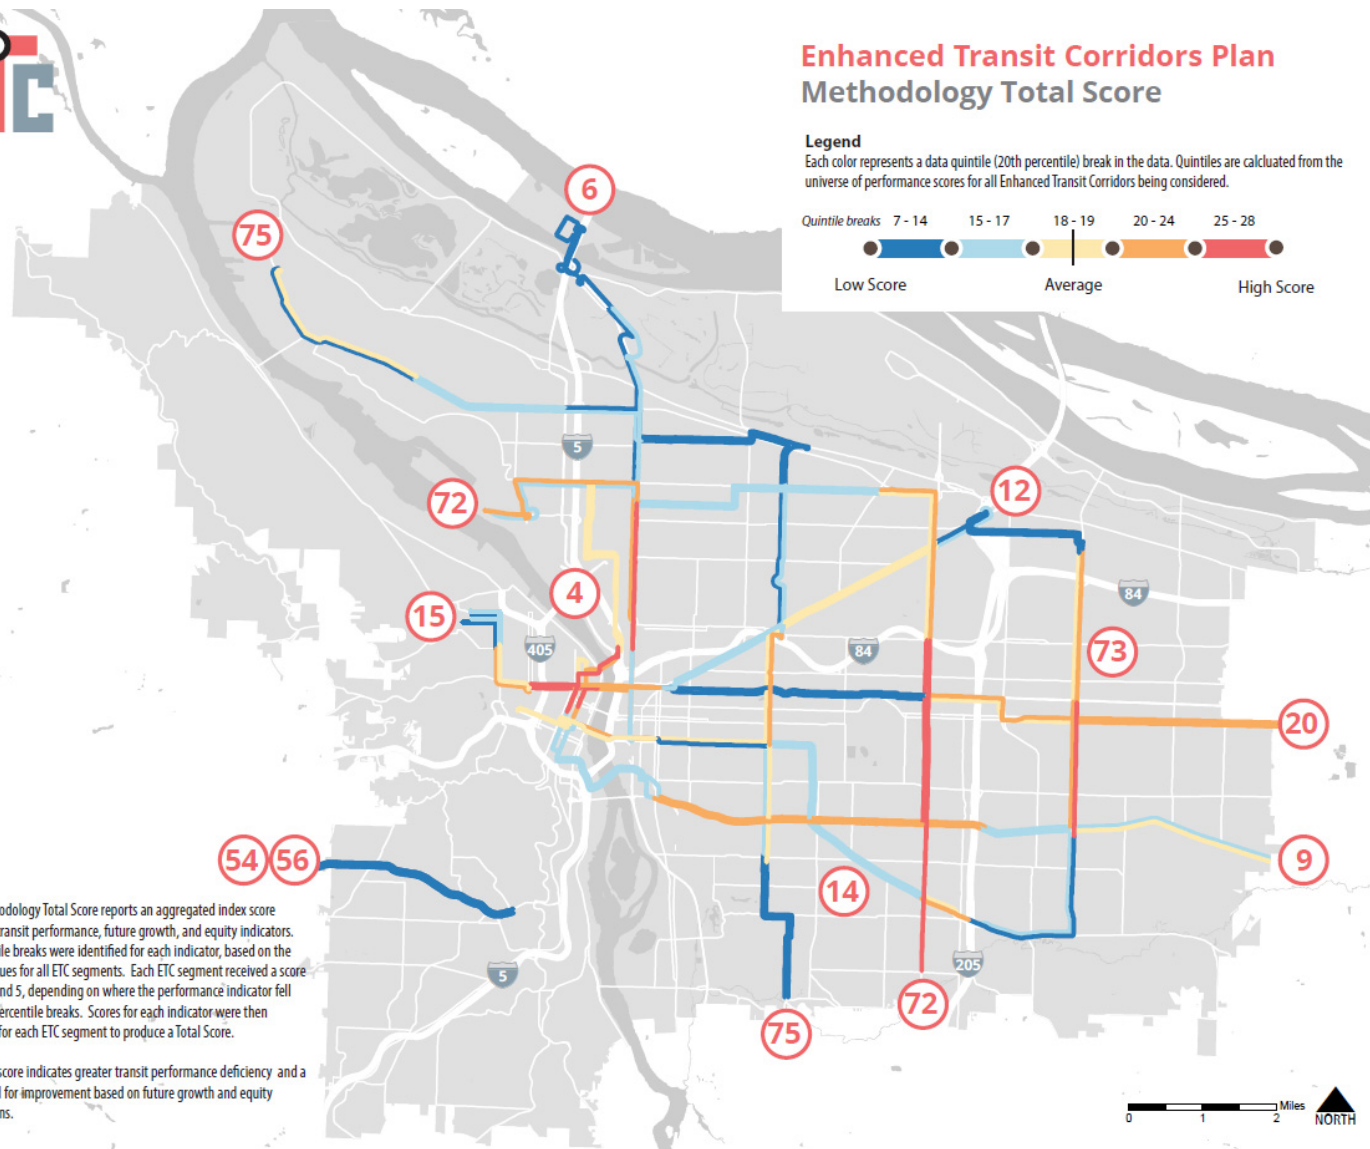 TC
Enhanced Transit Corridors Plan
Methodology Total Score
Legend
Each color represents a data quintile (20th percentile) break in the data. Quintiles are calcluated from the
universe of performance scores for all Enhanced Transit Corridors being considered.
Quintile breaks 7 - 14 15 - 17 18 - 19 20 - 24 25 - 28
Low Score Average High Score
6
75
5
72
12
4
84
15
405
84
73
20
54 56
9
14
odology Total Score reports an aggregated index score
ransit performance, future growth, and equity indicators.
ile breaks were identified for each indicator, based on the
ues for all ETC segments. Each ETC segment received a score
nd 5, depending on where the performance indicator fell
ercentile breaks. Scores for each indicator were then
for each ETC segment to produce a Total Score.
5
205
72
75
score indicates greater transit performance deficiency and a
for improvement based on future growth and equity
ns.
Miles
0 1 2
NORTH